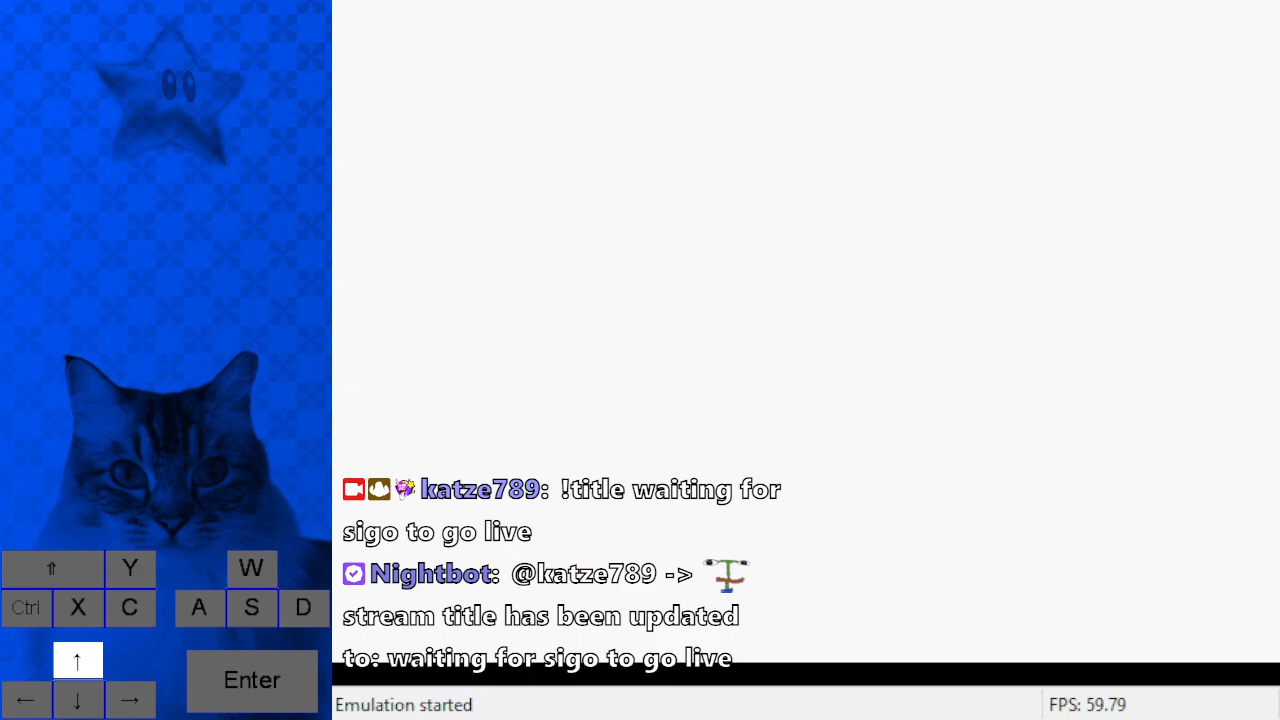 katze789: !title waiting for
sigo to go live
Nightbot: @katze789 ->
stream title has been updated
to: waiting for sigo to go live
⇧ Y W
Ctrl X C A S D
↑
← ↓ → Enter
Emulation started FPS: 59.79